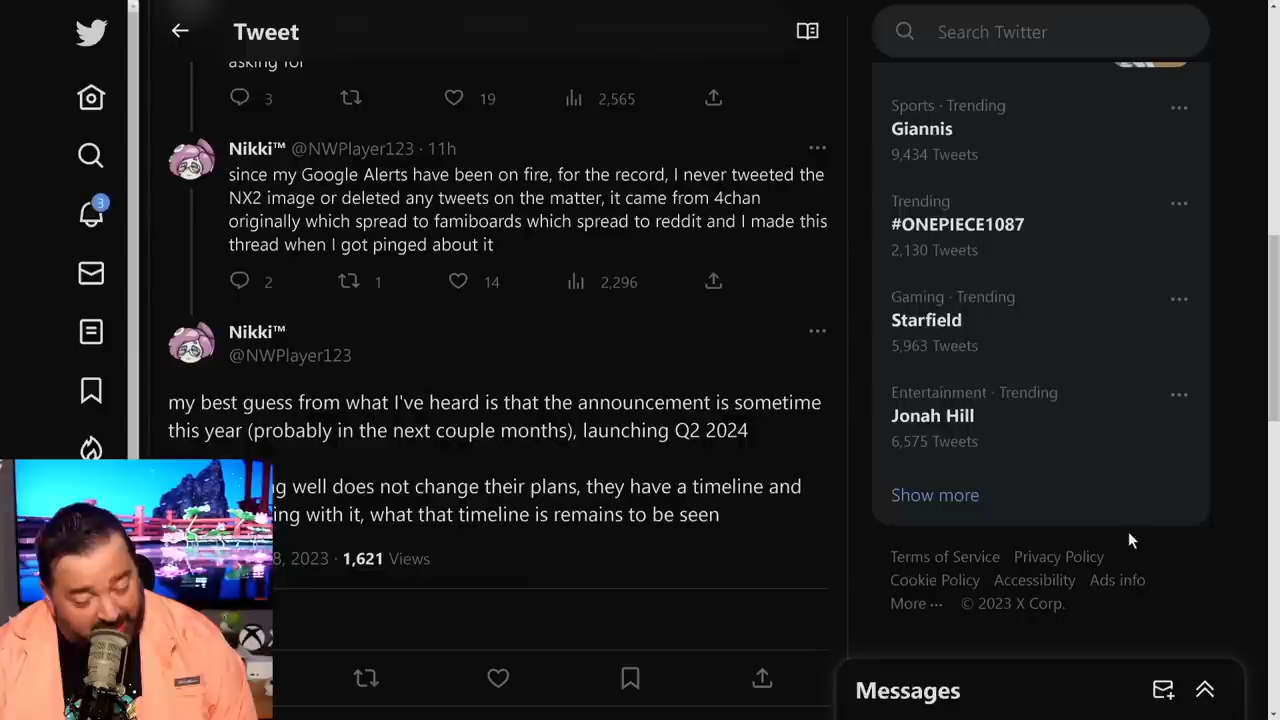 Tweet
Search Twitter
asking for
3
19
2,565
Nikki™ @NWPlayer123 · 11h
since my Google Alerts have been on fire, for the record, I never tweeted the
NX2 image or deleted any tweets on the matter, it came from 4chan
originally which spread to famiboards which spread to reddit and I made this
thread when I got pinged about it
2
1
14
2,296
Nikki™
@NWPlayer123
my best guess from what I've heard is that the announcement is sometime
this year (probably in the next couple months), launching Q2 2024
well does not change their plans, they have a timeline and
with it, what that timeline is remains to be seen
2023 · 1,621 Views
3
Sports · Trending
Giannis
9,434 Tweets
Trending
#ONEPIECE1087
2,130 Tweets
Gaming · Trending
Starfield
5,963 Tweets
Entertainment · Trending
Jonah Hill
6,575 Tweets
Show more
Terms of Service Privacy Policy
Cookie Policy Accessibility Ads info
More ··· © 2023 X Corp.
Messages